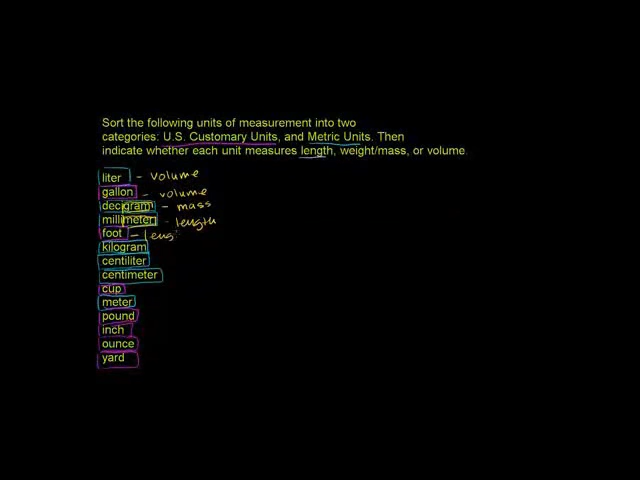 Sort the following units of measurement into two
categories: U.S. Customary Units, and Metric Units. Then
indicate whether each unit measures length, weight/mass, or volume.
liter - volume
gallon - volume
decigram - mass
millimeter - length
foot - leng
kilogram
centiliter
centimeter
cup
meter
pound
inch
ounce
yard